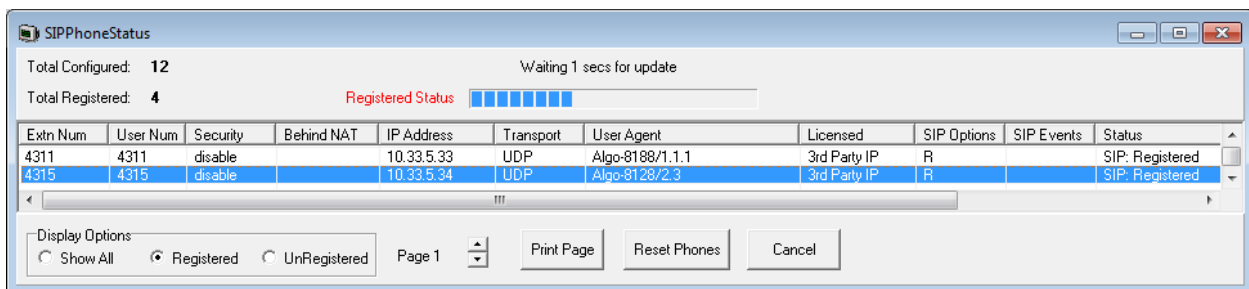 SIPPhoneStatus
Total Configured: 12 Waiting 1 secs for update
Total Registered: 4 Registered Status
Extn Num User Num Security Behind NAT IP Address Transport User Agent Licensed SIP Options SIP Events Status
4311 4311 disable 10.33.5.33 UDP Algo-8188/1.1.1 3rd Party IP R SIP: Registered
4315 4315 disable 10.33.5.34 UDP Algo-8128/2.3 3rd Party IP R SIP: Registered
Display Options
Show All Registered UnRegistered Page 1 Print Page Reset Phones Cancel